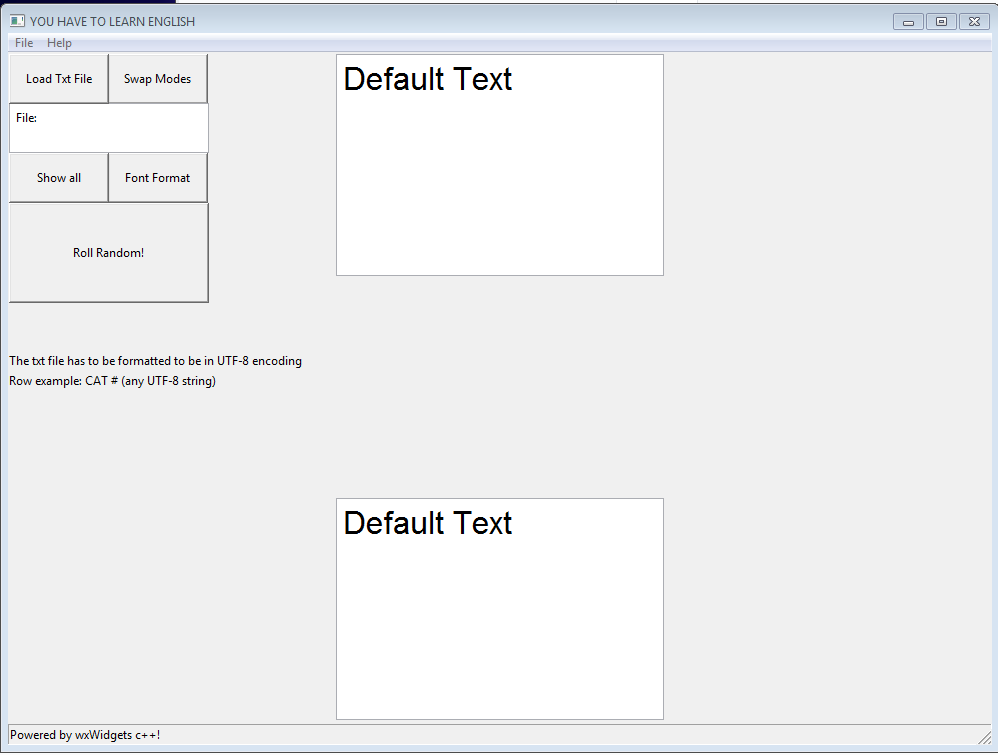 YOU HAVE TO LEARN ENGLISH
File Help
Load Txt File Swap Modes
File:
Show all Font Format
Roll Random!
Default Text
The txt file has to be formatted to be in UTF-8 encoding
Row example: CAT # (any UTF-8 string)
Default Text
Powered by wxWidgets c++!